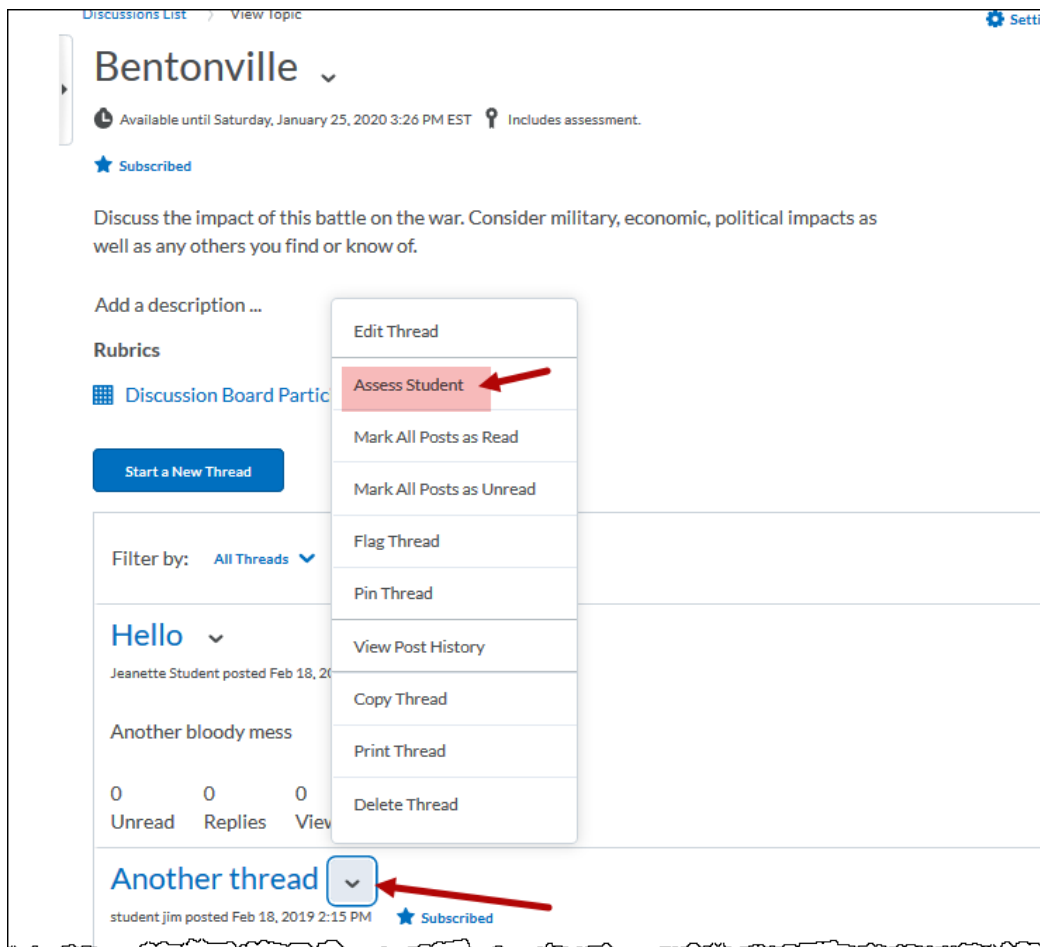 Discussions List View Topic
Setti
Bentonville
Available until Saturday, January 25, 2020 3:26 PM EST Includes assessment.
Subscribed
Discuss the impact of this battle on the war. Consider military, economic, political impacts as
well as any others you find or know of.
Add a description ...
Rubrics
Discussion Board Partic
Start a New Thread
Edit Thread
Assess Student
Mark All Posts as Read
Mark All Posts as Unread
Flag Thread
Pin Thread
View Post History
Copy Thread
Print Thread
Delete Thread
Filter by: All Threads
Hello
Jeanette Student posted Feb 18, 20
Another bloody mess
0 0 0
Unread Replies View
Another thread
student jim posted Feb 18, 2019 2:15 PM Subscribed